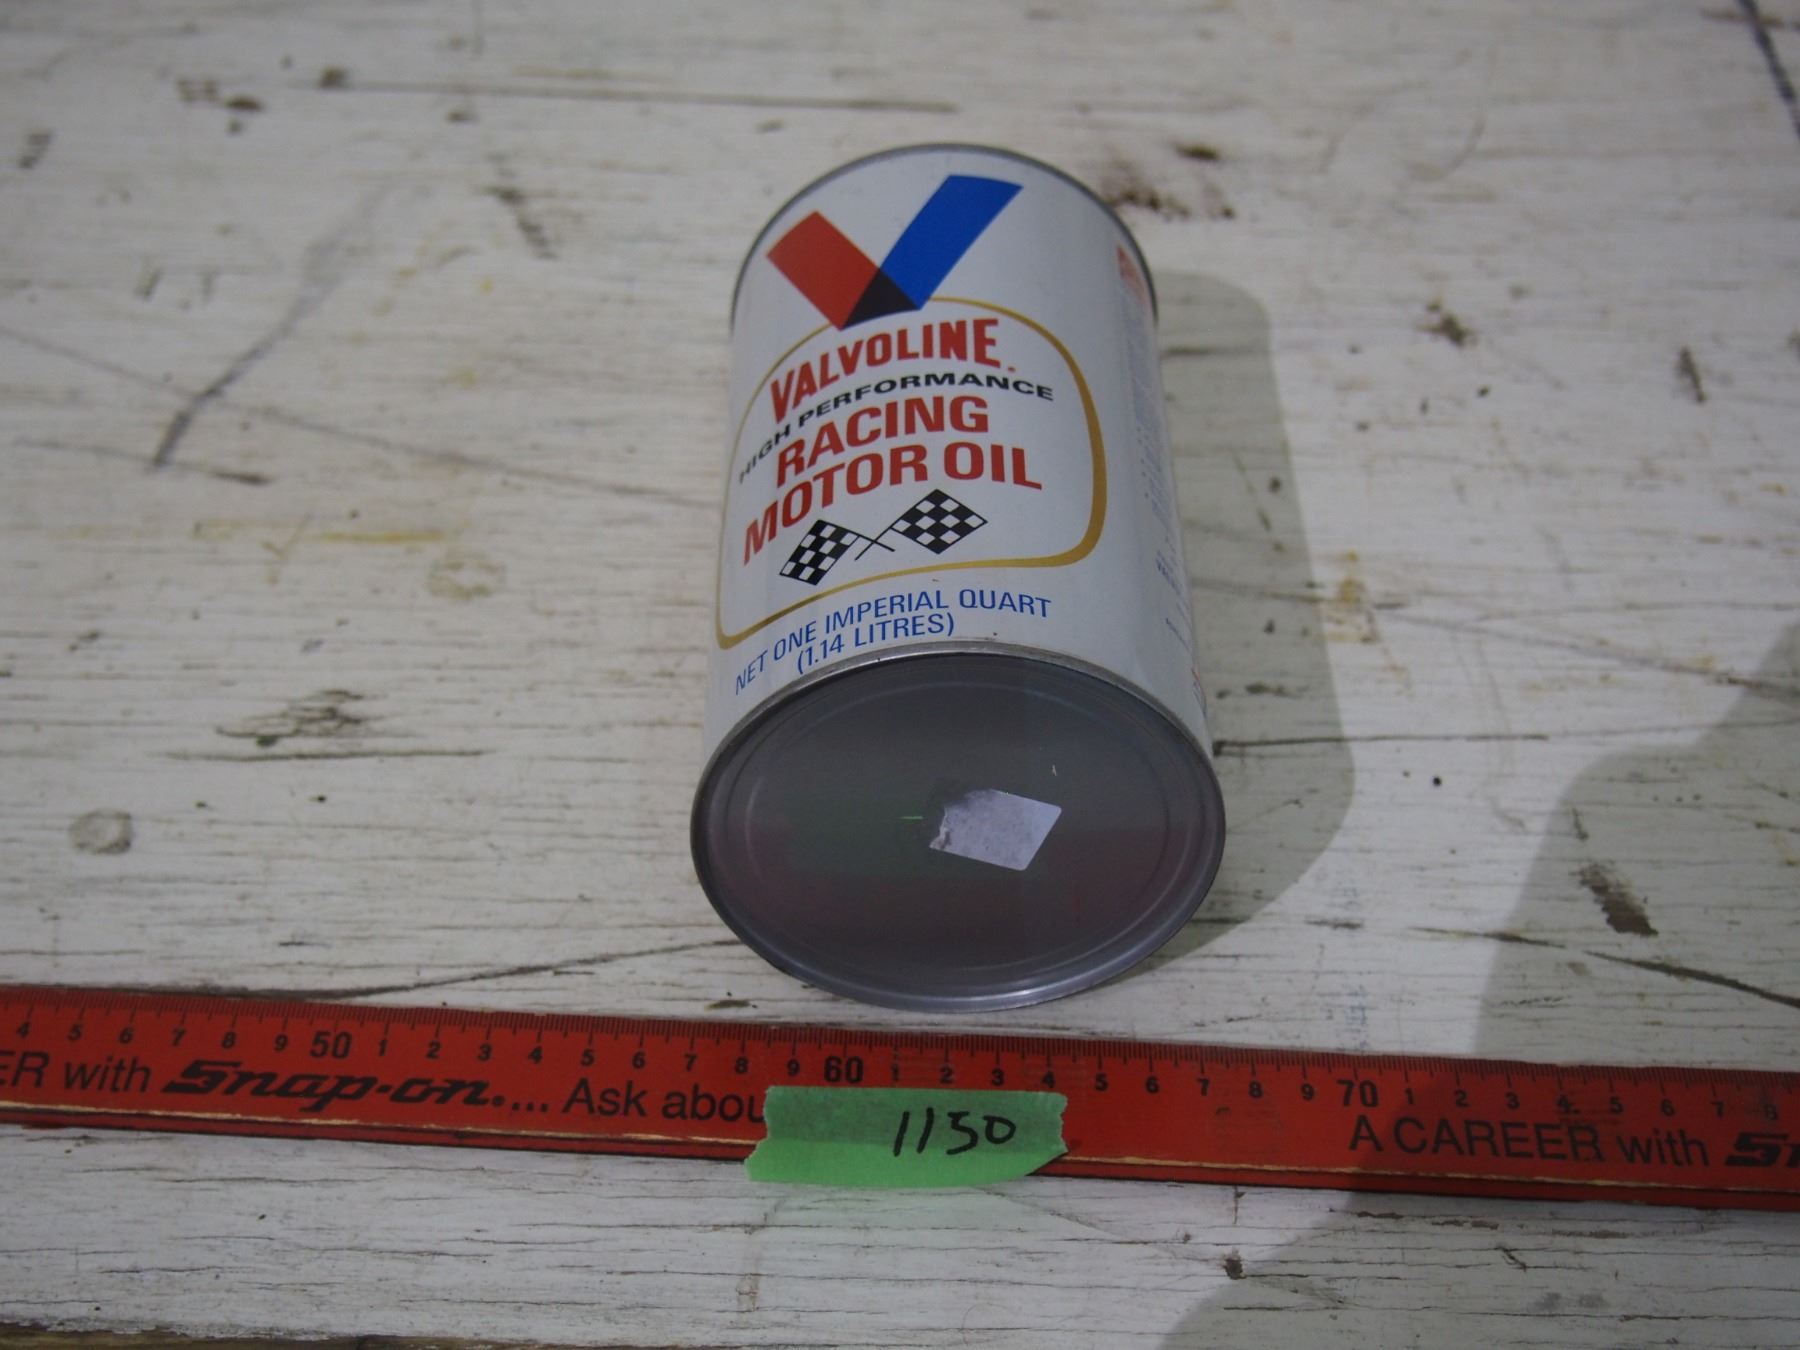 VALVOLINE.
HIGH PERFORMANCE
RACING
MOTOR OIL
NET ONE IMPERIAL QUART
(1.14 LITRES)
4 5 6 7 8 9 50 1 2 3 4 5 6 7 8 9 60 1 2 3 4 5 6 7 8 9 70 1 2 3 4 5 6 7 8
ER with Snap-on.... Ask abou A CAREER with Sn
1150